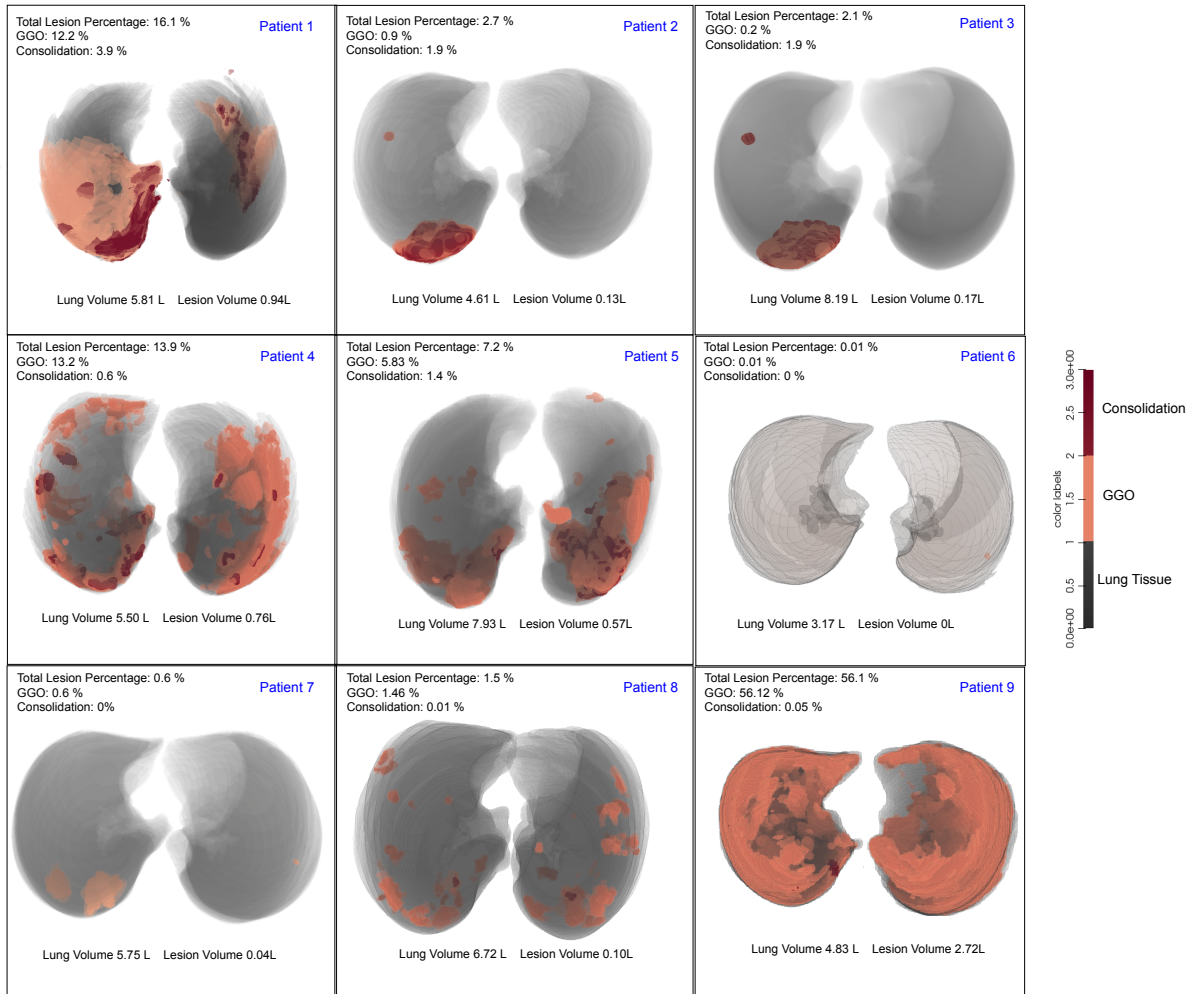 Total Lesion Percentage: 16.1 %
GGO: 12.2 %
Consolidation: 3.9 %
Patient 1
Lung Volume 5.81 L Lesion Volume 0.94L
Total Lesion Percentage: 2.7 %
GGO: 0.9 %
Consolidation: 1.9 %
Patient 2
Lung Volume 4.61 L Lesion Volume 0.13L
Total Lesion Percentage: 2.1 %
GGO: 0.2 %
Consolidation: 1.9 %
Patient 3
Lung Volume 8.19 L Lesion Volume 0.17L
Total Lesion Percentage: 13.9 %
GGO: 13.2 %
Consolidation: 0.6 %
Patient 4
Lung Volume 5.50 L Lesion Volume 0.76L
Total Lesion Percentage: 7.2 %
GGO: 5.83 %
Consolidation: 1.4 %
Patient 5
Lung Volume 7.93 L Lesion Volume 0.57L
Total Lesion Percentage: 0.01 %
GGO: 0.01 %
Consolidation: 0 %
Patient 6
Lung Volume 3.17 L Lesion Volume 0L
Total Lesion Percentage: 0.6 %
GGO: 0.6 %
Consolidation: 0%
Patient 7
Lung Volume 5.75 L Lesion Volume 0.04L
Total Lesion Percentage: 1.5 %
GGO: 1.46 %
Consolidation: 0.01 %
Patient 8
Lung Volume 6.72 L Lesion Volume 0.10L
Total Lesion Percentage: 56.1 %
GGO: 56.12 %
Consolidation: 0.05 %
Patient 9
Lung Volume 4.83 L Lesion Volume 2.72L
color labels
3.0e+00
2.5
2
1.5
1
0.5
0.0e+00
Consolidation
GGO
Lung Tissue